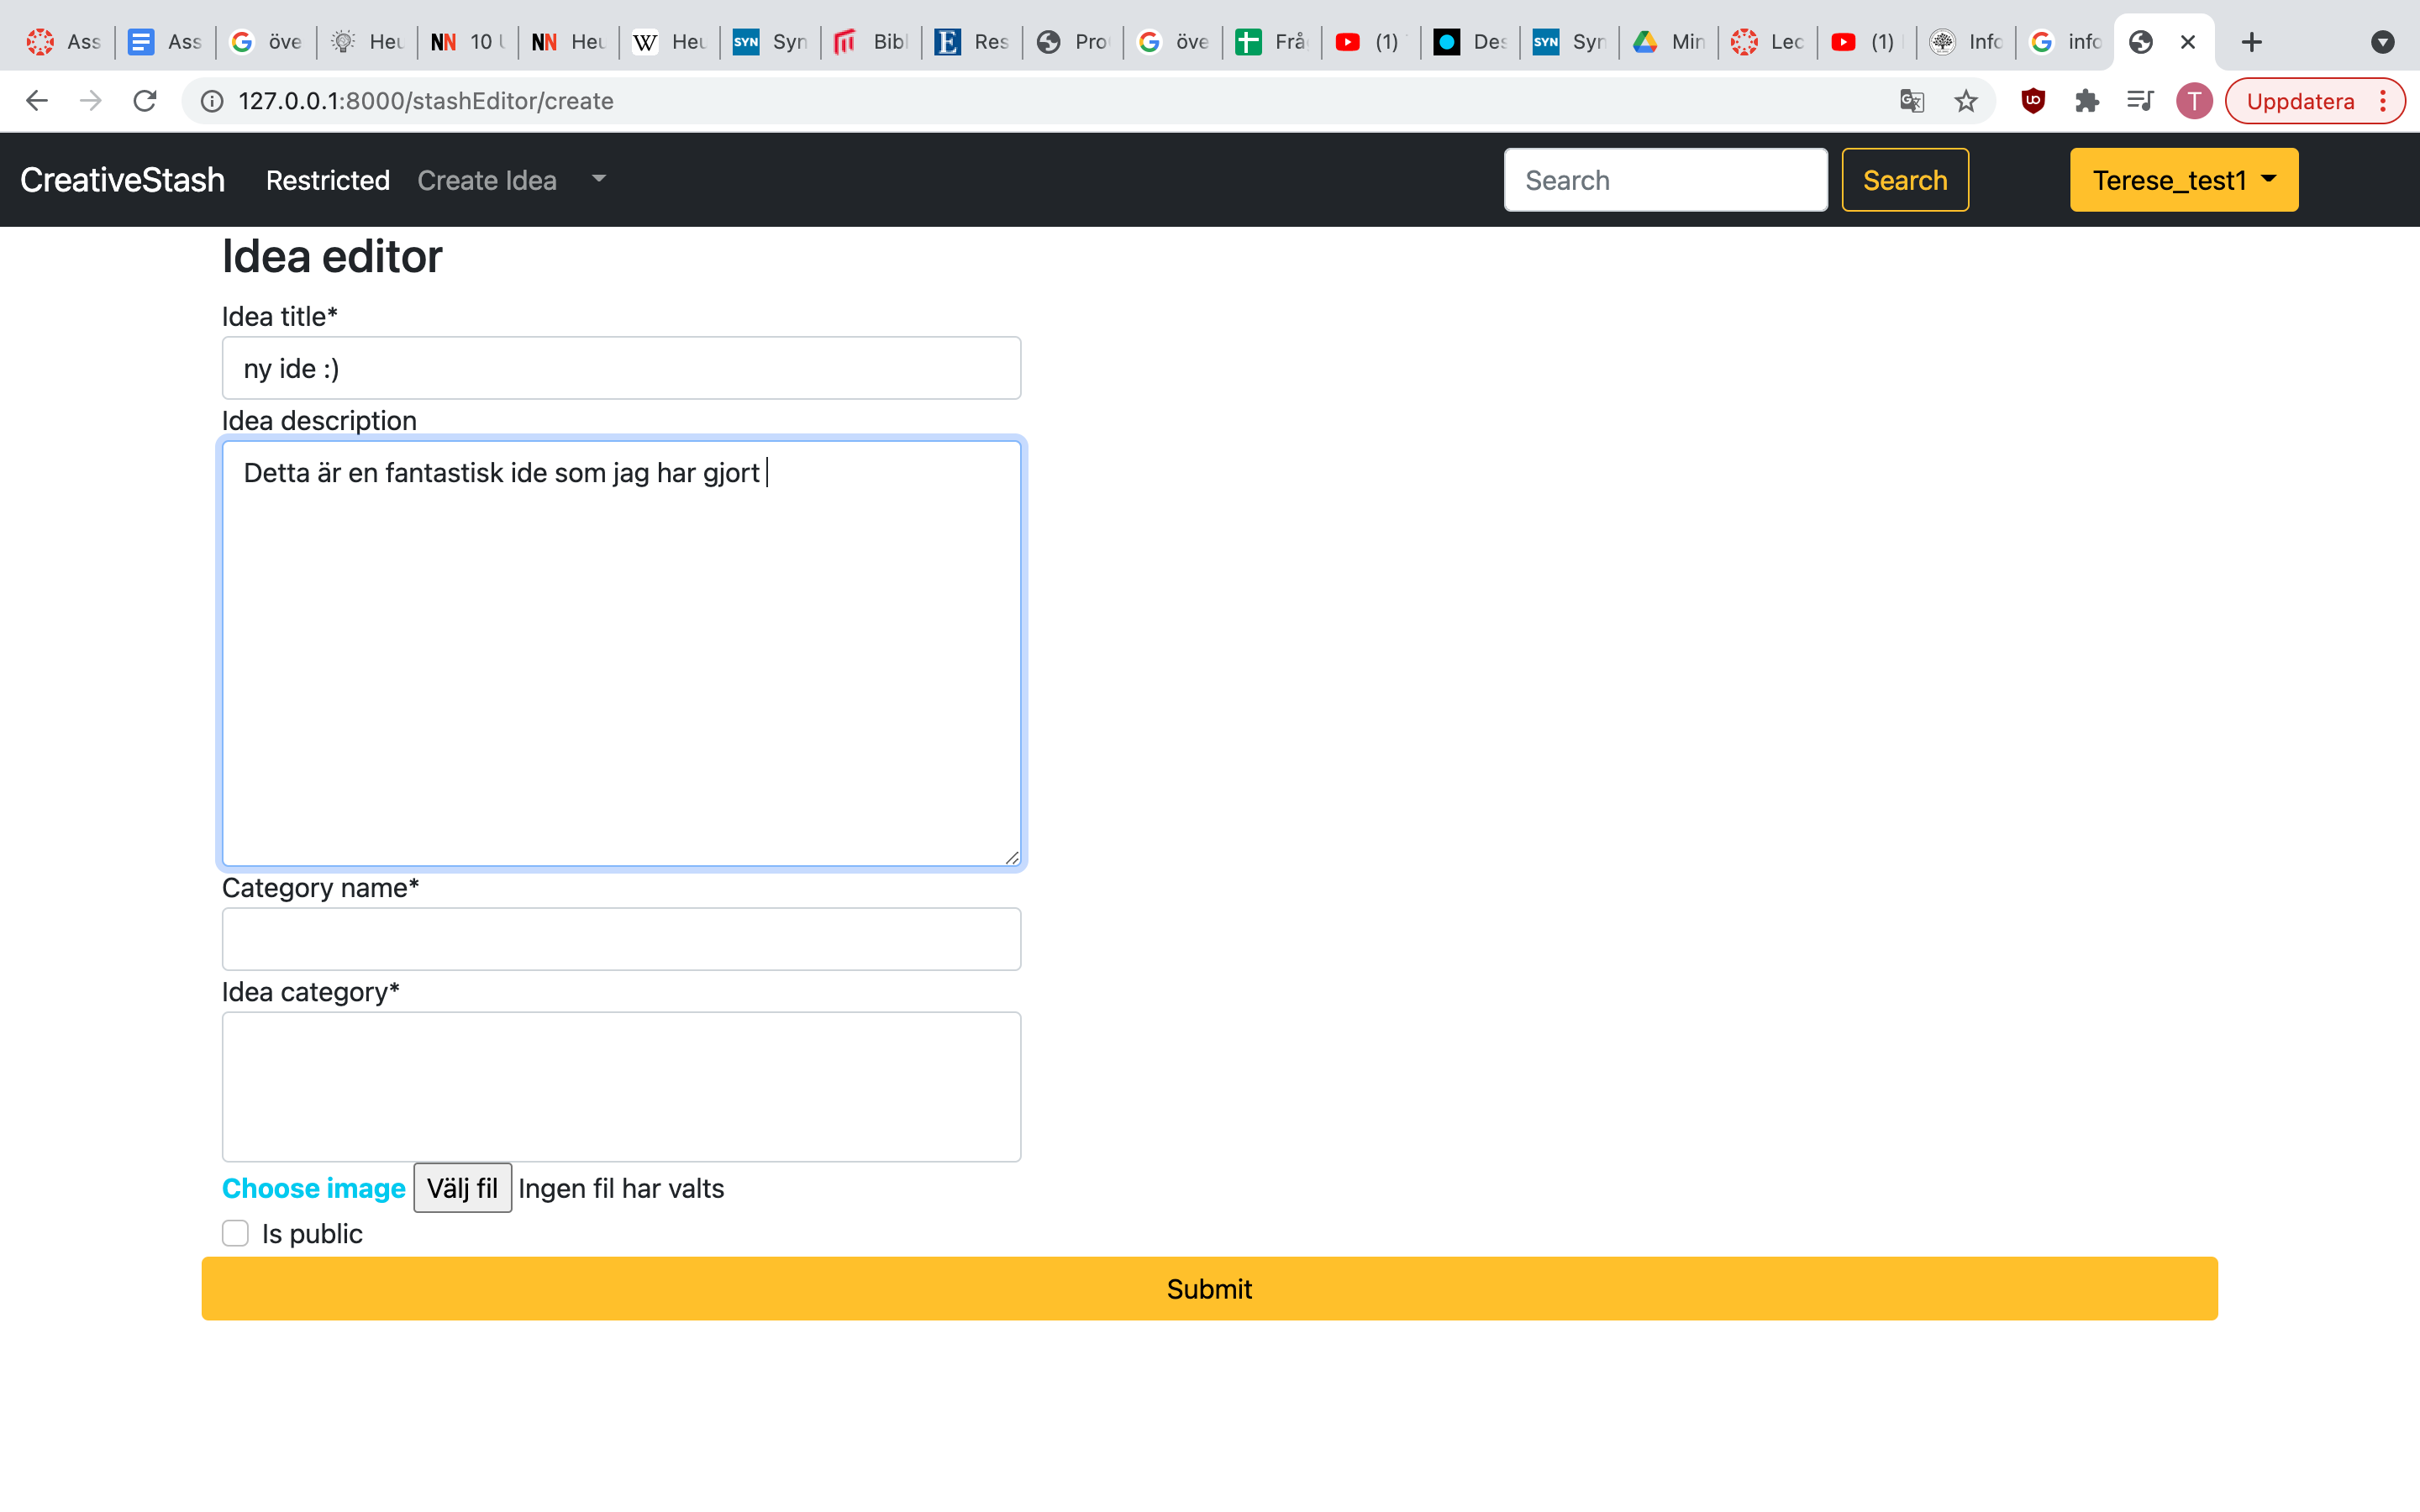 Ass Ass öve Heu 10 Heu Heu Syn Bibl Res Pro öve Frå (1) Des Syn Min Lec (1) Info info
127.0.0.1:8000/stashEditor/create T Uppdatera
CreativeStash Restricted Create Idea Search Search Terese_test1
Idea editor
Idea title*
ny ide :)
Idea description
Detta är en fantastisk ide som jag har gjort
Category name*
Idea category*
Choose image Välj fil Ingen fil har valts
Is public
Submit